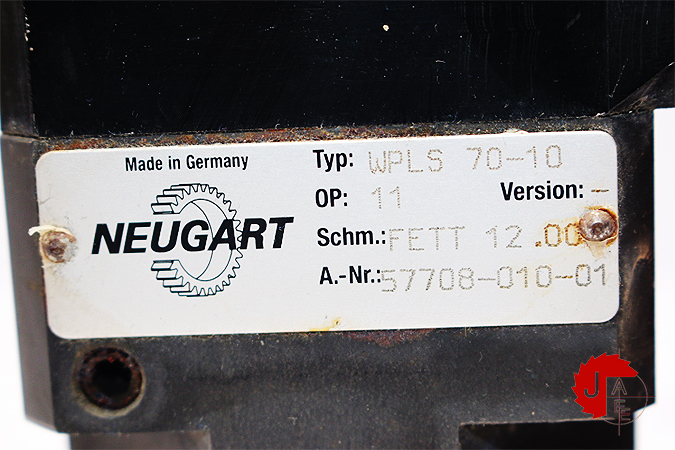 Made in Germany
NEUGART
Typ: WPLS 70-10
OP: 11 Version: -
Schm.: FETT 12.00
A.-Nr.: 57708-010-01
J